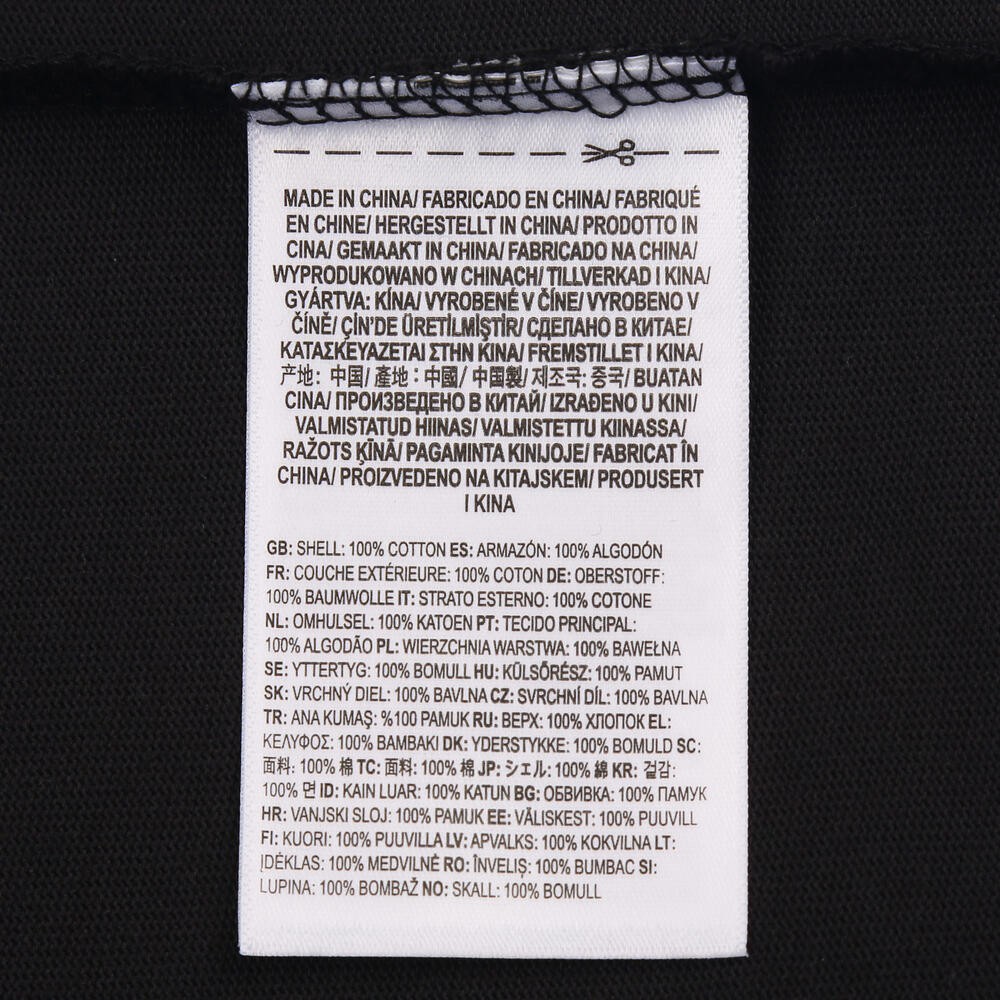 MADE IN CHINA/ FABRICADO EN CHINA/ FABRIQUÉ
EN CHINE/ HERGESTELLT IN CHINA/ PRODOTTO IN
CINA/ GEMAAKT IN CHINA/ FABRICADO NA CHINA/
WYPRODUKOWANO W CHINACH/ TILLVERKAD I KINA/
GYÁRTVA: KÍNA/ VYROBENÉ V ČÍNE/ VYROBENO V
ČÍNĚ/ ÇİN'DE ÜRETİLMİŞTİR/ СДЕЛАНО В КИТАЕ/
ΚΑΤΑΣΚΕΥΑΖΕΤΑΙ ΣΤΗΝ ΚΙΝΑ/ FREMSTILLET I KINA/
产地: 中国/ 產地：中國/ 中国製/ 제조국: 중국/ BUATAN
CINA/ ПРОИЗВЕДЕНО В КИТАЙ/ IZRAĐENO U KINI/
VALMISTATUD HIINAS/ VALMISTETTU KIINASSA/
RAŽOTS ĶĪNĀ/ PAGAMINTA KINIJOJE/ FABRICAT ÎN
CHINA/ PROIZVEDENO NA KITAJSKEM/ PRODUSERT
I KINA
GB: SHELL: 100% COTTON ES: ARMAZÓN: 100% ALGODÓN
FR: COUCHE EXTÉRIEURE: 100% COTON DE: OBERSTOFF:
100% BAUMWOLLE IT: STRATO ESTERNO: 100% COTONE
NL: OMHULSEL: 100% KATOEN PT: TECIDO PRINCIPAL:
100% ALGODÃO PL: WIERZCHNIA WARSTWA: 100% BAWEŁNA
SE: YTTERTYG: 100% BOMULL HU: KÜLSŐRÉSZ: 100% PAMUT
SK: VRCHNÝ DIEL: 100% BAVLNA CZ: SVRCHNÍ DÍL: 100% BAVLNA
TR: ANA KUMAŞ: %100 PAMUK RU: ВЕРХ: 100% ХЛОПОК EL:
ΚΕΛΥΦΟΣ: 100% ΒΑΜΒΑΚΙ DK: YDERSTYKKE: 100% BOMULD SC:
面料: 100% 棉 TC: 面料: 100% 棉 JP: シェル: 100% 綿 KR: 겉감:
100% 면 ID: KAIN LUAR: 100% KATUN BG: ОБВИВКА: 100% ПАМУК
HR: VANJSKI SLOJ: 100% PAMUK EE: VÄLISKEST: 100% PUUVILL
FI: KUORI: 100% PUUVILLA LV: APVALKS: 100% KOKVILNA LT:
ĮDĖKLAS: 100% MEDVILNĖ RO: ÎNVELIȘ: 100% BUMBAC SI:
LUPINA: 100% BOMBAŽ NO: SKALL: 100% BOMULL